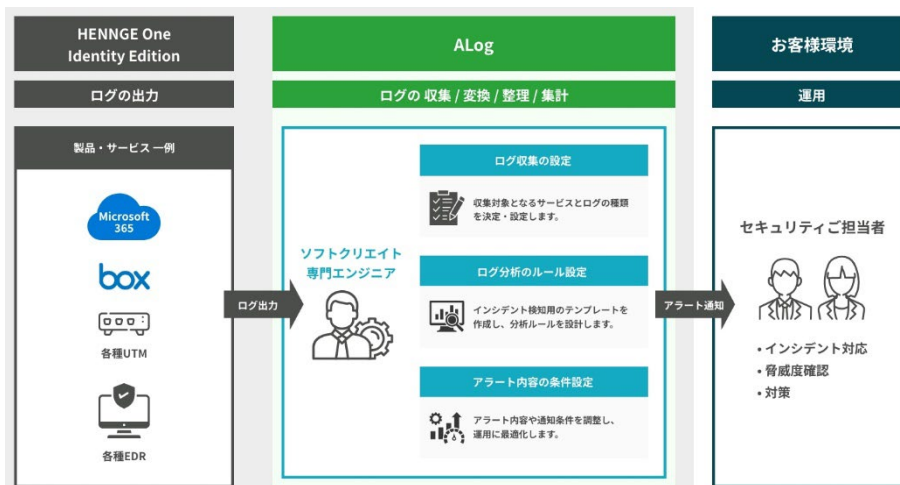 HENNGE One
Identity Edition
ログの出力
製品・サービス 一例
Microsoft
365
box
各種UTM
各種EDR
ログ出力
ALog
ログの 収集 / 変換 / 整理 / 集計
ソフトクリエイト
専門エンジニア
ログ収集の設定
収集対象となるサービスとログの種類
を決定・設定します。
ログ分析のルール設定
インシデント検知用のテンプレートを
作成し、分析ルールを設計します。
アラート内容の条件設定
アラート内容や通知条件を調整し、
運用に最適化します。
アラート通知
お客様環境
運用
セキュリティご担当者
• インシデント対応
• 脅威度確認
• 対策